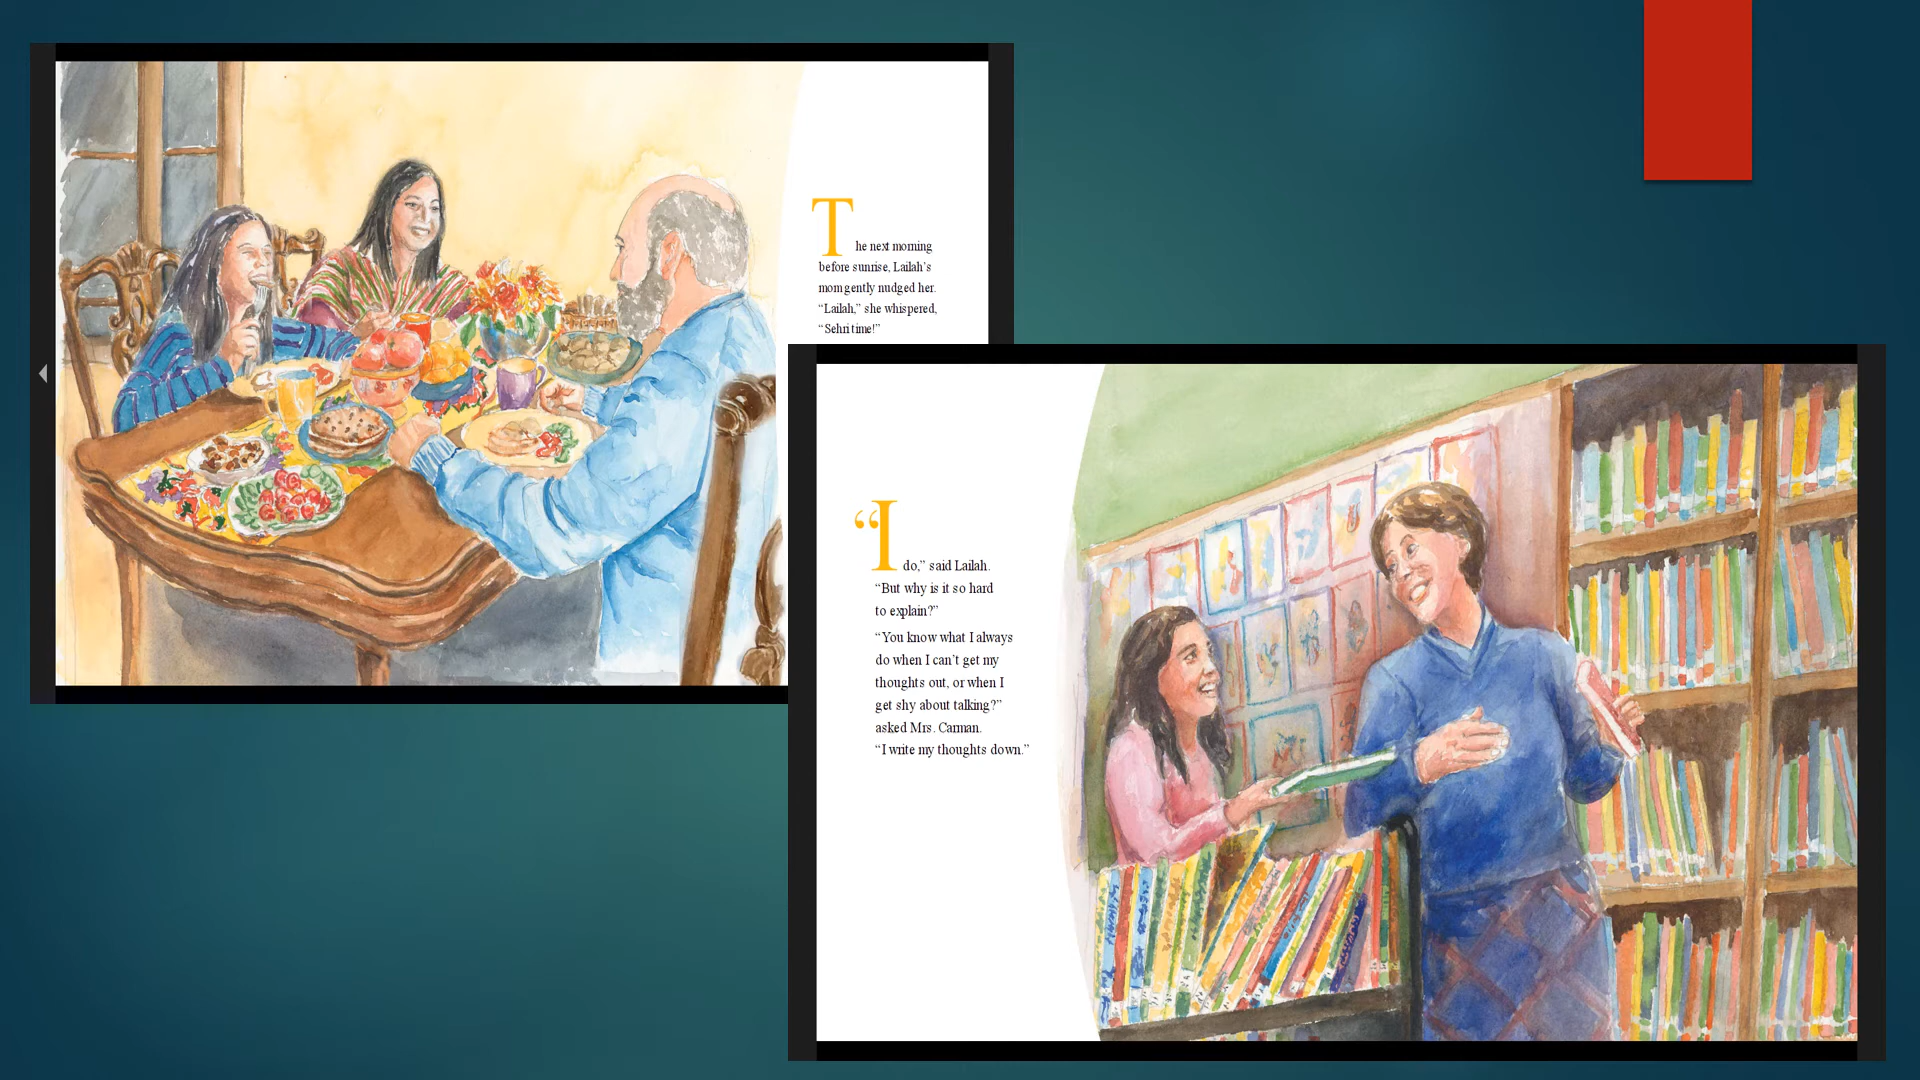 The next morning
before sunrise, Lailah's
mom gently nudged her.
“Lailah,” she whispered,
“Sehri time!”
“I do,” said Lailah.
“But why is it so hard
to explain?”
“You know what I always
do when I can't get my
thoughts out, or when I
get shy about talking?”
asked Mrs. Carman.
“I write my thoughts down.”